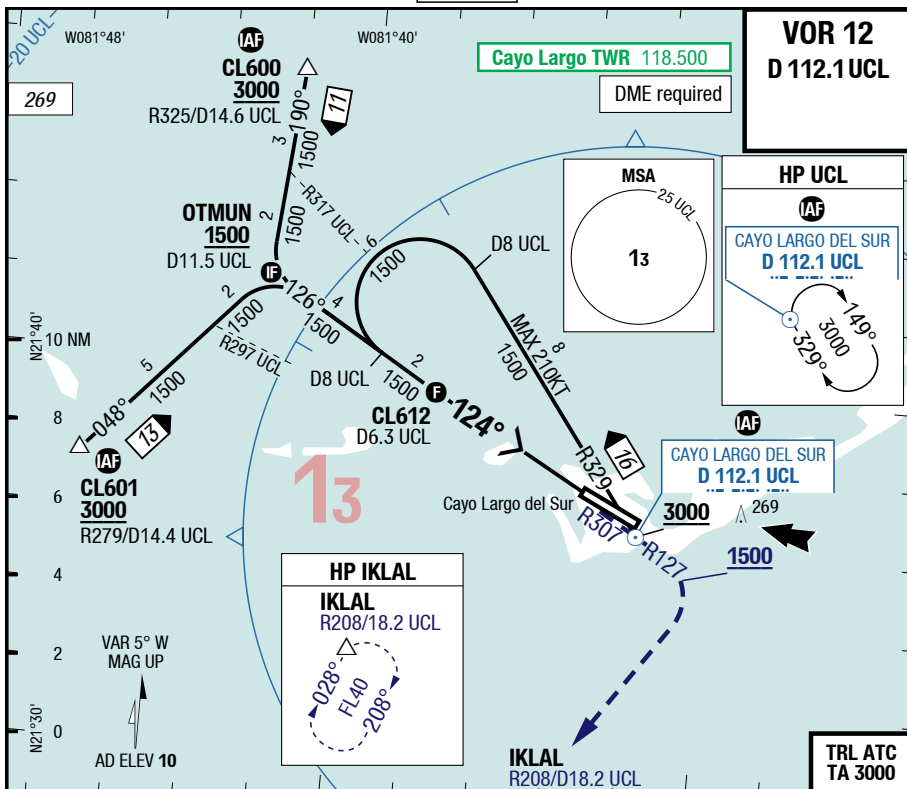 20 UCL
W081°48'
W081°40'
IAF
CL600
3000
R325/D14.6 UCL
269
Cayo Largo TWR 118.500
DME required
VOR 12
D 112.1 UCL
190°
11
3
1500
2
1500
R317 UCL
OTMUN
1500
D11.5 UCL
IF
126°
4
1500
6
1500
D8 UCL
MSA
25 UCL
13
HP UCL
IAF
CAYO LARGO DEL SUR
D 112.1 UCL
149°
3000
329°
N21°40'
10 NM
2
1500
R297 UCL
5
1500
D8 UCL
2
1500
MAX 210KT
8
1500
F
CL612
D6.3 UCL
124°
8
048°
13
IAF
CL601
3000
R279/D14.4 UCL
13
R329
16
IAF
CAYO LARGO DEL SUR
D 112.1 UCL
6
Cayo Largo del Sur
3000
269
R307
R127
1500
4
HP IKLAL
IKLAL
R208/18.2 UCL
028°
FL40
208°
VAR 5° W
MAG UP
2
N21°30'
0
AD ELEV 10
IKLAL
R208/D18.2 UCL
TRL ATC
TA 3000